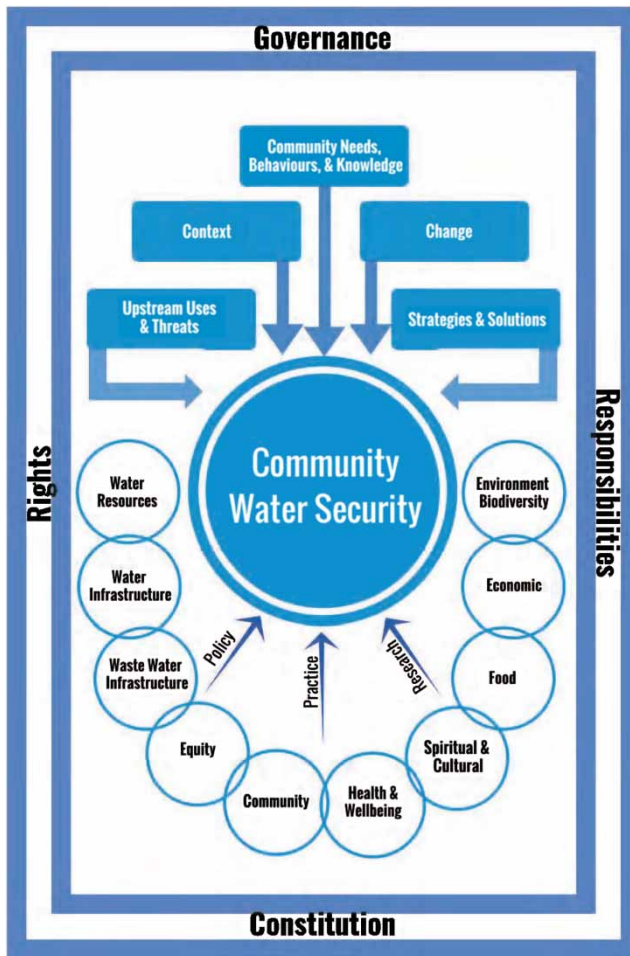 Governance
Community Needs,
Behaviours, & Knowledge
Context
Change
Upstream Uses
& Threats
Strategies & Solutions
Rights
Responsibilities
Community
Water Security
Water
Resources
Environment
Biodiversity
Water
Infrastructure
Economic
Waste Water
Infrastructure
Food
Policy
Practice
Research
Equity
Spiritual &
Cultural
Community
Health &
Wellbeing
Constitution